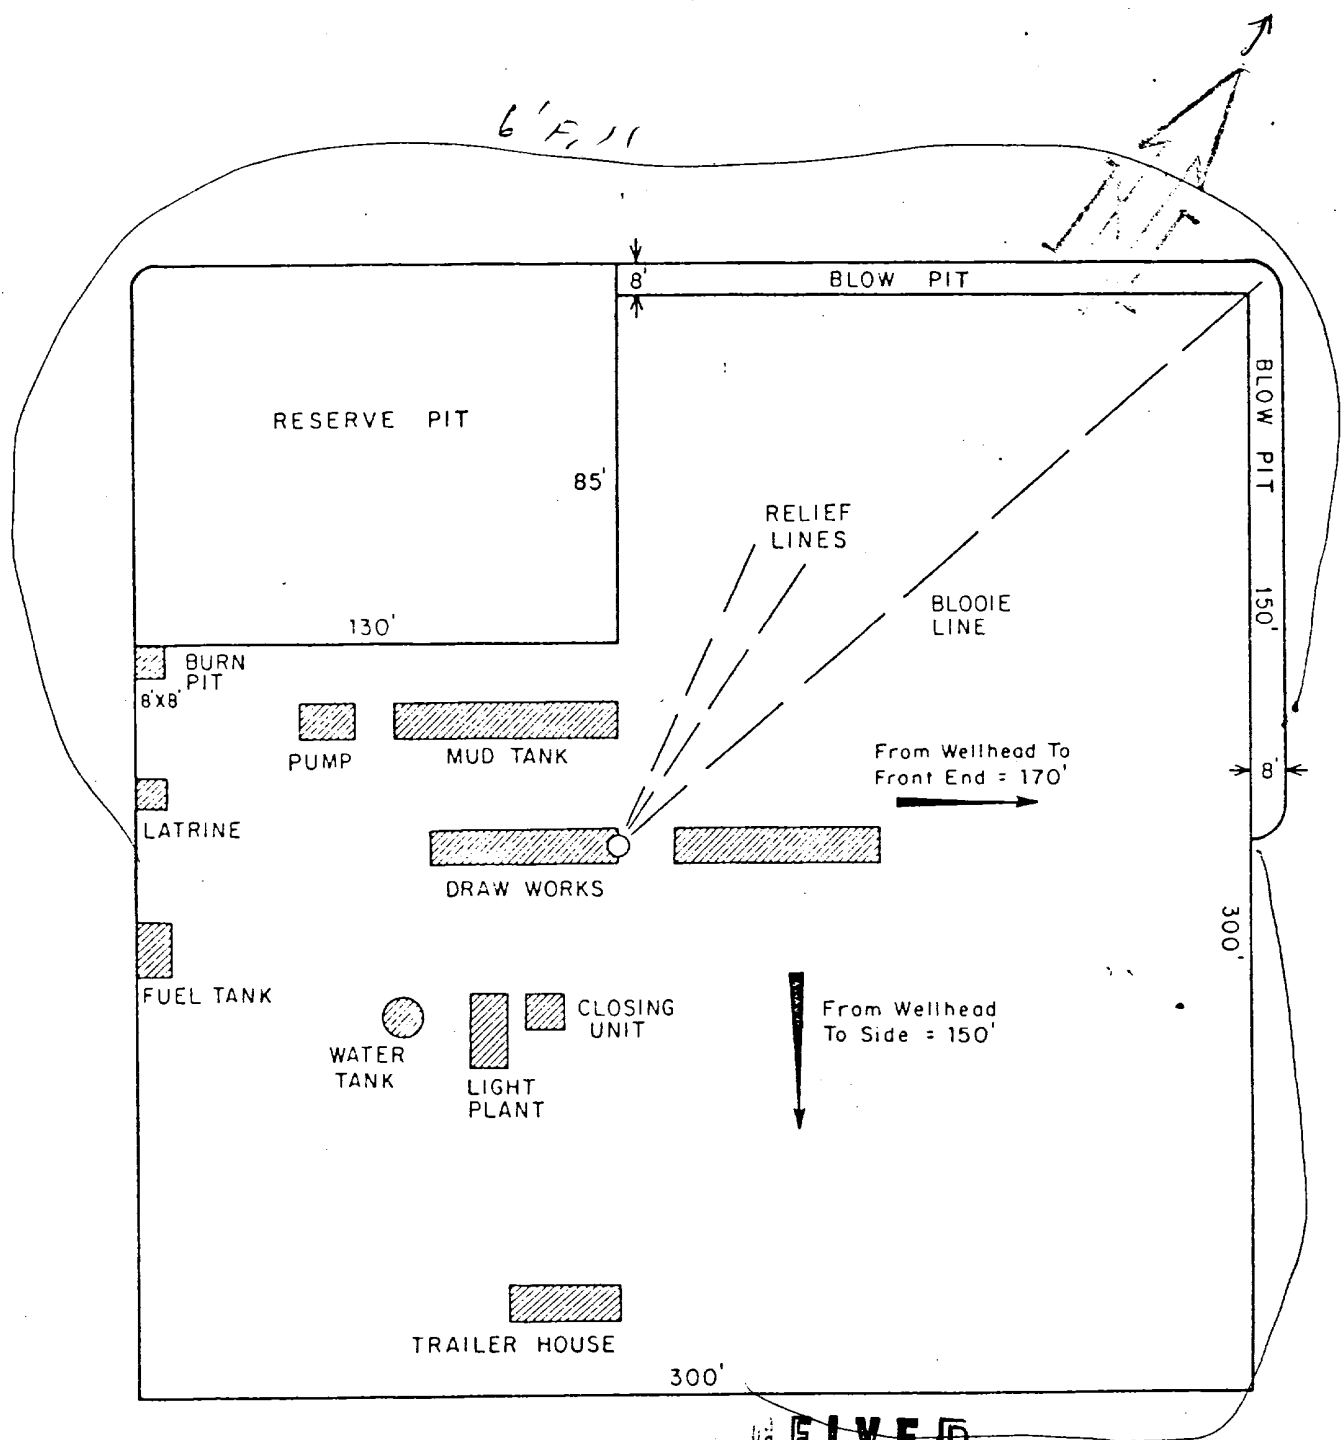 6' Fill
8'
BLOW PIT
BLOW PIT
RESERVE PIT
85'
RELIEF
LINES
BLOOIE
LINE
150'
130'
BURN
PIT
8'X8'
PUMP
MUD TANK
From Wellhead To
Front End = 170'
8'
LATRINE
DRAW WORKS
300'
FUEL TANK
CLOSING
UNIT
From Wellhead
To Side = 150'
WATER
TANK
LIGHT
PLANT
TRAILER HOUSE
300'